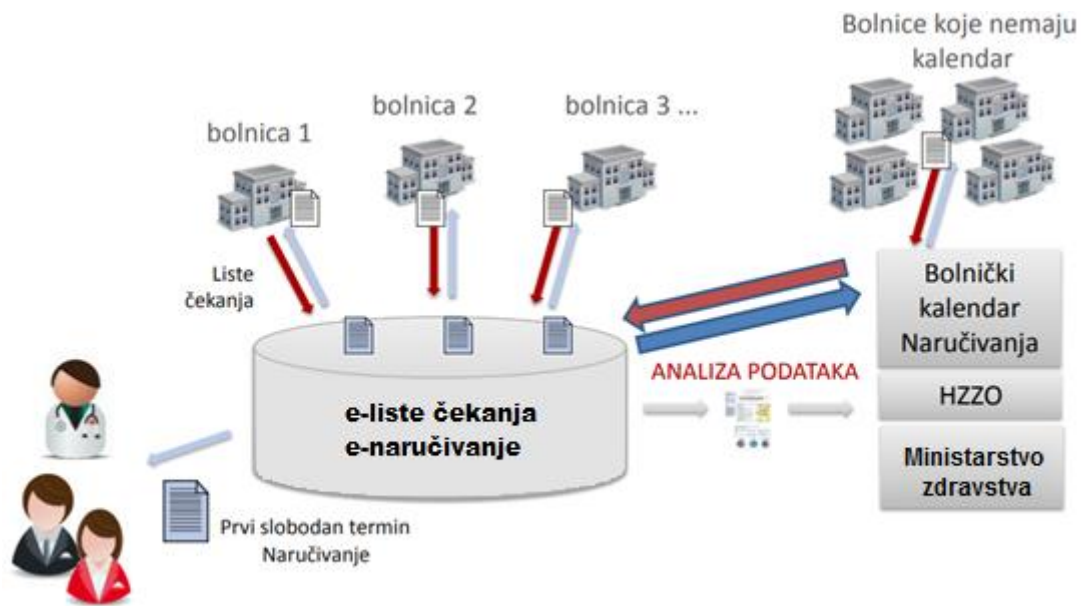 Bolnice koje nemaju
kalendar
bolnica 1
bolnica 2
bolnica 3 ...
Liste
čekanja
Bolnički
kalendar
Naručivanja
ANALIZA PODATAKA
HZZO
Ministarstvo
zdravstva
e-liste čekanja
e-naručivanje
Prvi slobodan termin
Naručivanje